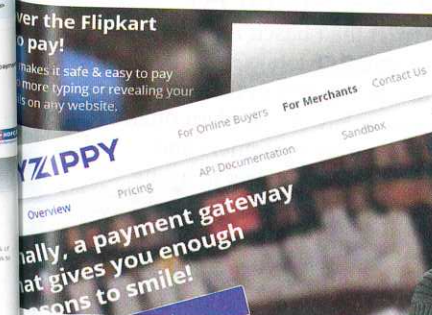 ver the Flipkart
o pay!
makes it safe & easy to pay
more typing or revealing your
s on any website.
For Online Buyers For Merchants Contact Us
YZIPPY
Overview Pricing API Documentation Sandbox
ally, a payment gateway
at gives you enough
sons to smile!